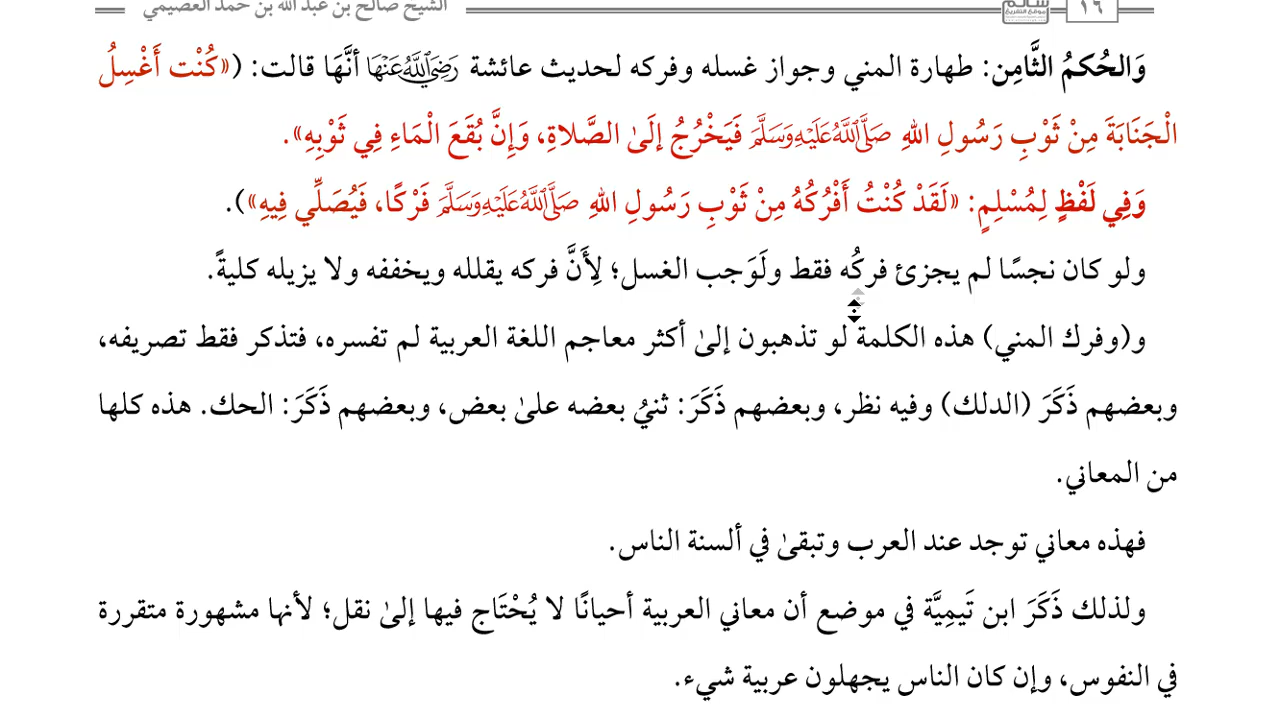 ١٦ سالم موقع التفريغ الشيخ صالح بن عبد الله بن حمد العصيمي
وَالحُكمُ الثَّامِن: طهارة المني وجواز غسله وفركه لحديث عائشة رَضِيَ اللَّهُ عَنْهَا أنَّهَا قالت: («كُنْت أَغْسِلُ
الْجَنَابَةَ مِنْ ثَوْبِ رَسُولِ اللهِ صَلَّى اللَّهُ عَلَيْهِ وَسَلَّمَ فَيَخْرُجُ إلَىٰ الصَّلاةِ، وَإِنَّ بُقَعَ الْمَاءِ فِي ثَوْبِهِ».
وَفِي لَفْظٍ لِمُسْلِمٍ: «لَقَدْ كُنْتُ أَفْرُكُهُ مِنْ ثَوْبِ رَسُولِ اللهِ صَلَّى اللَّهُ عَلَيْهِ وَسَلَّمَ فَرْكًا، فَيُصَلِّي فِيهِ»).
ولو كان نجسًا لم يجزئ فركُه فقط ولَوَجب الغسل؛ لِأَنَّ فركه يقلله ويخففه ولا يزيله كليةً.
و(وفرك المني) هذه الكلمة لو تذهبون إلىٰ أكثر معاجم اللغة العربية لم تفسره، فتذكر فقط تصريفه،
وبعضهم ذَكَرَ (الدلك) وفيه نظر، وبعضهم ذَكَرَ: ثنيُ بعضه علىٰ بعض، وبعضهم ذَكَرَ: الحك. هذه كلها
من المعاني.
فهذه معاني توجد عند العرب وتبقىٰ في ألسنة الناس.
ولذلك ذَكَرَ ابن تَيمِيَّة في موضع أن معاني العربية أحيانًا لا يُحْتَاج فيها إلىٰ نقل؛ لأنها مشهورة متقررة
في النفوس، وإن كان الناس يجهلون عربية شيء.